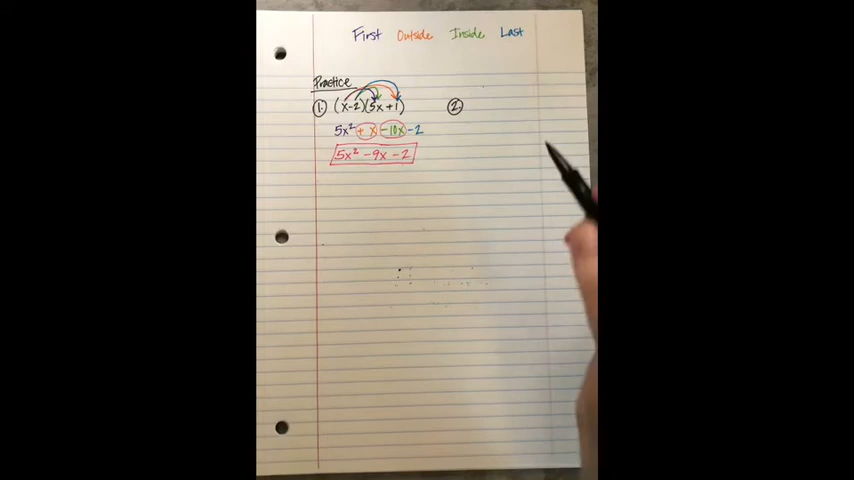 First Outside Inside Last
Practice
1. (x-2)(5x+1) 2.
5x² + x -10x -2
5x² -9x -2